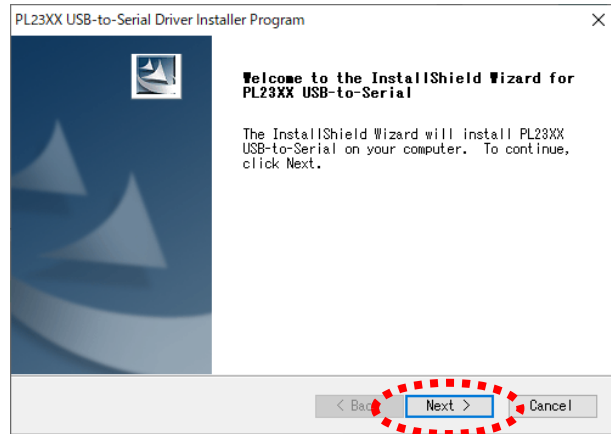 PL23XX USB-to-Serial Driver Installer Program
Welcome to the InstallShield Wizard for
PL23XX USB-to-Serial
The InstallShield Wizard will install PL23XX
USB-to-Serial on your computer. To continue,
click Next.
< Bac Next > Cancel